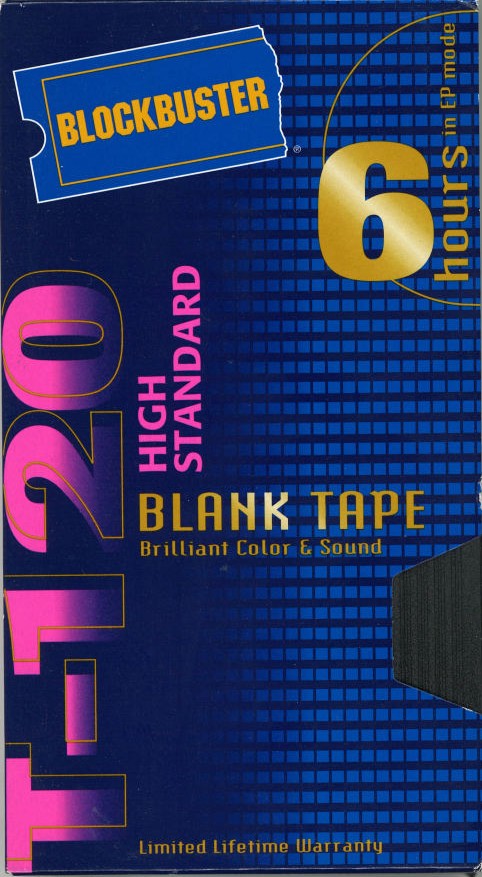 BLOCKBUSTER
®
6
hours in EP mode
T-120
HIGH
STANDARD
BLANK TAPE
Brilliant Color & Sound
Limited Lifetime Warranty